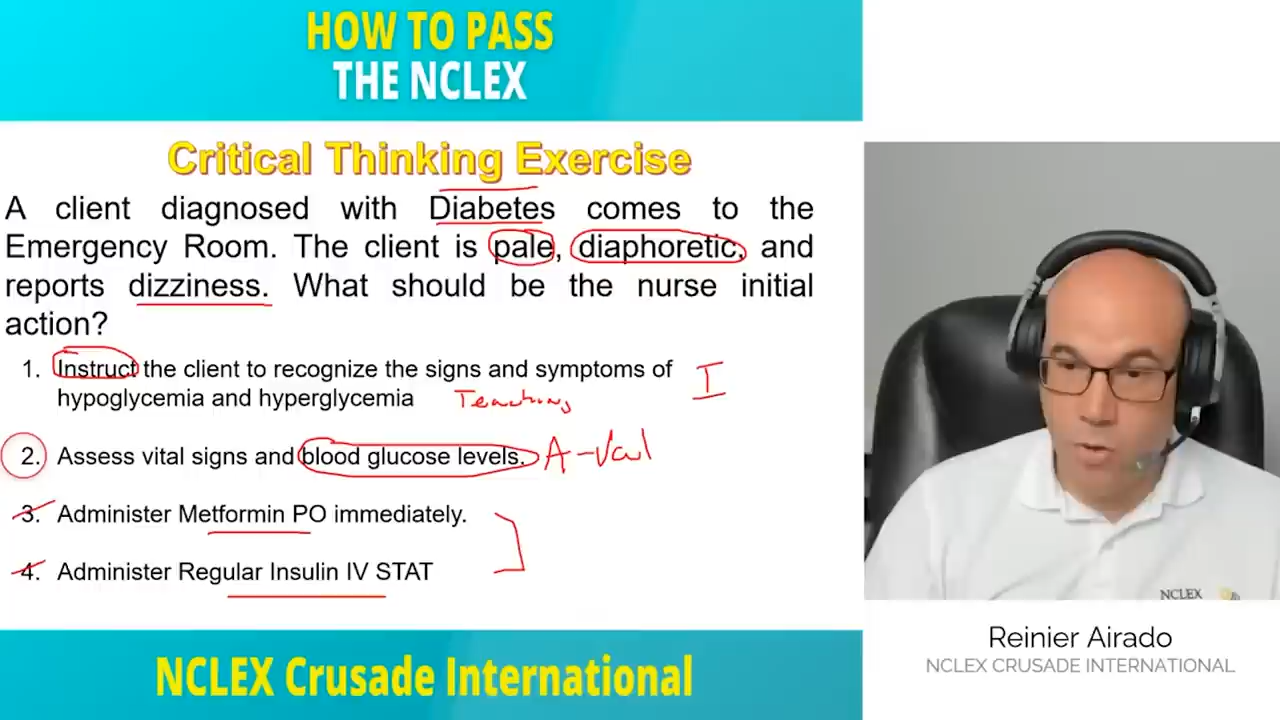 HOW TO PASS
THE NCLEX
Critical Thinking Exercise
A client diagnosed with Diabetes comes to the
Emergency Room. The client is pale, diaphoretic, and
reports dizziness. What should be the nurse initial
action?
1. Instruct the client to recognize the signs and symptoms of
hypoglycemia and hyperglycemia
Teaching
I
2. Assess vital signs and blood glucose levels.
A-Val
3. Administer Metformin PO immediately.
4. Administer Regular Insulin IV STAT
NCLEX Crusade International
NCLEX
Reinier Airado
NCLEX CRUSADE INTERNATIONAL